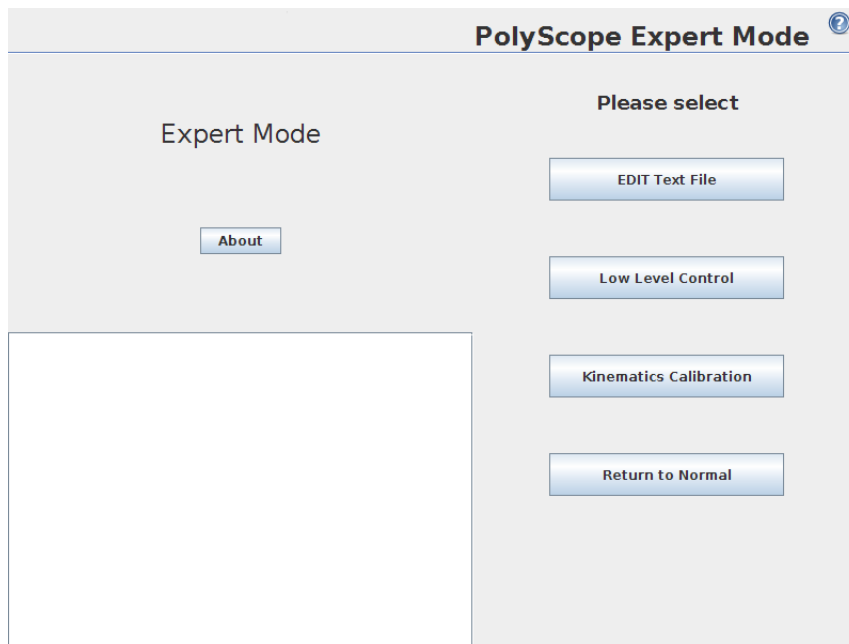 PolyScope Expert Mode
?
Please select
Expert Mode
EDIT Text File
About
Low Level Control
Kinematics Calibration
Return to Normal